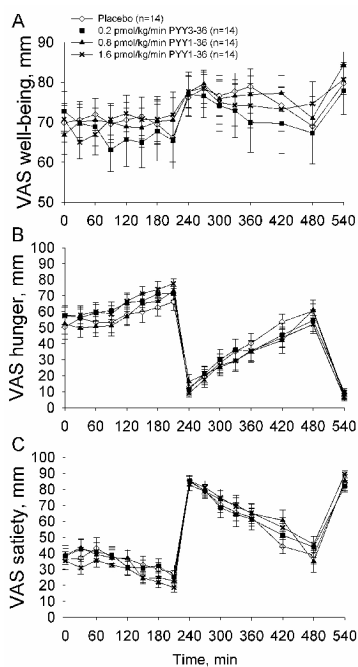 A
Placebo (n=14)
0.2 pmol/kg/min PYY3-36 (n=14)
0.8 pmol/kg/min PYY1-36 (n=14)
1.6 pmol/kg/min PYY1-36 (n=14)
VAS well-being, mm
90
80
70
60
50
0 60 120 180 240 300 360 420 480 540
B
VAS hunger, mm
100
90
80
70
60
50
40
30
20
10
0
0 60 120 180 240 300 360 420 480 540
C
VAS satiety, mm
100
90
80
70
60
50
40
30
20
10
0
0 60 120 180 240 300 360 420 480 540
Time, min